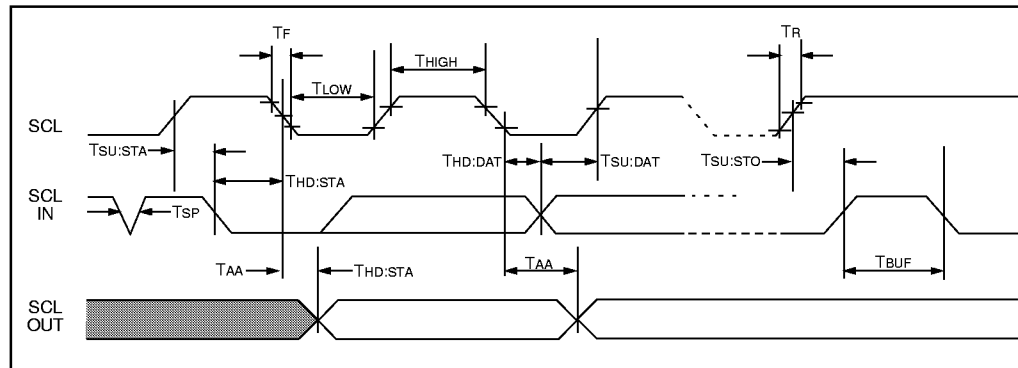 TF
TR
TLOW
THIGH
SCL
TSU:STA
THD:DAT
TSU:DAT
TSU:STO
THD:STA
SCL
IN
TSP
TAA
THD:STA
TAA
TBUF
SCL
OUT